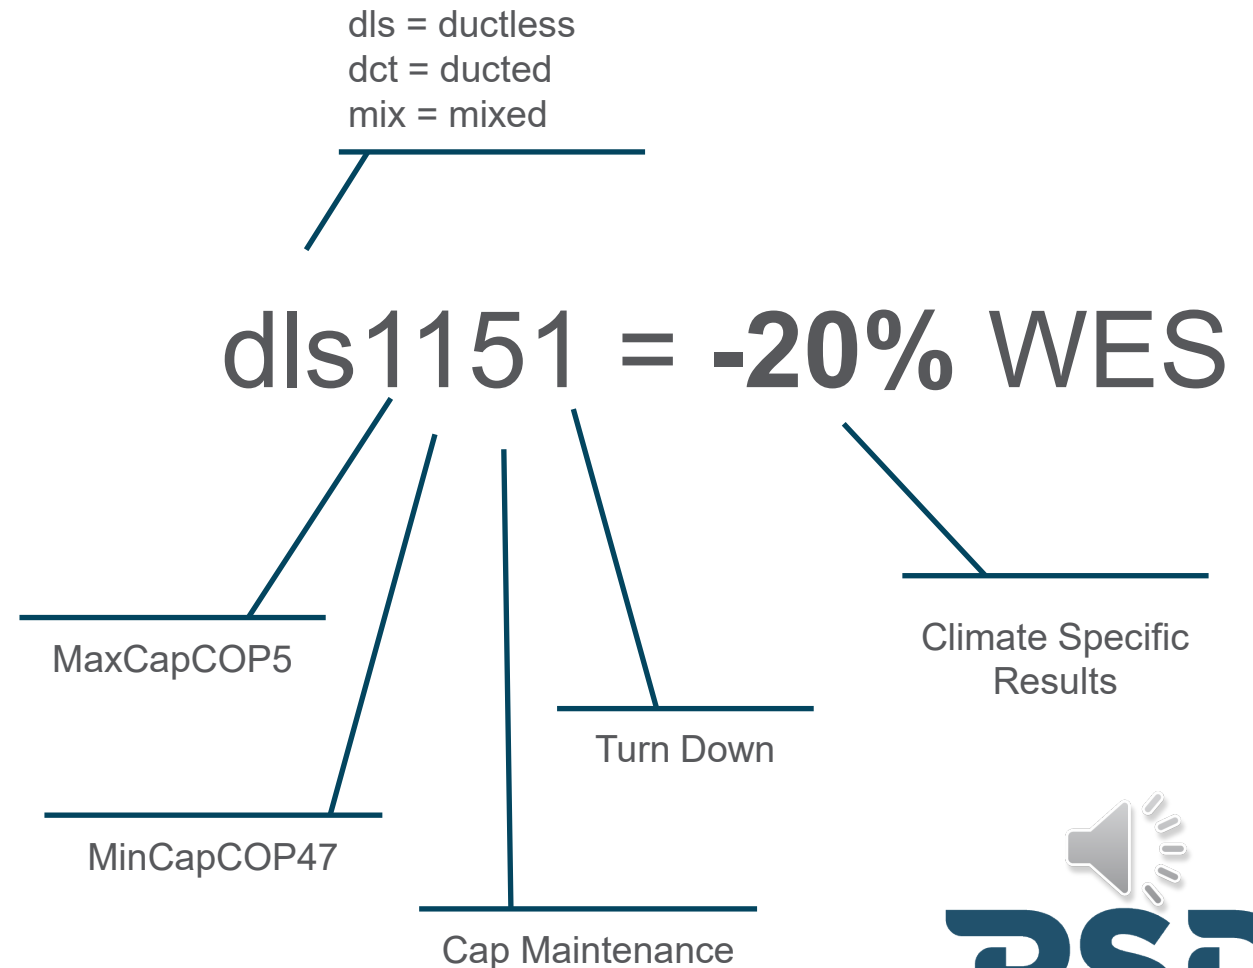 dls = ductless
dct = ducted
mix = mixed
dls1151 = -20% WES
MaxCapCOP5
Climate Specific
Results
Turn Down
MinCapCOP47
Cap Maintenance